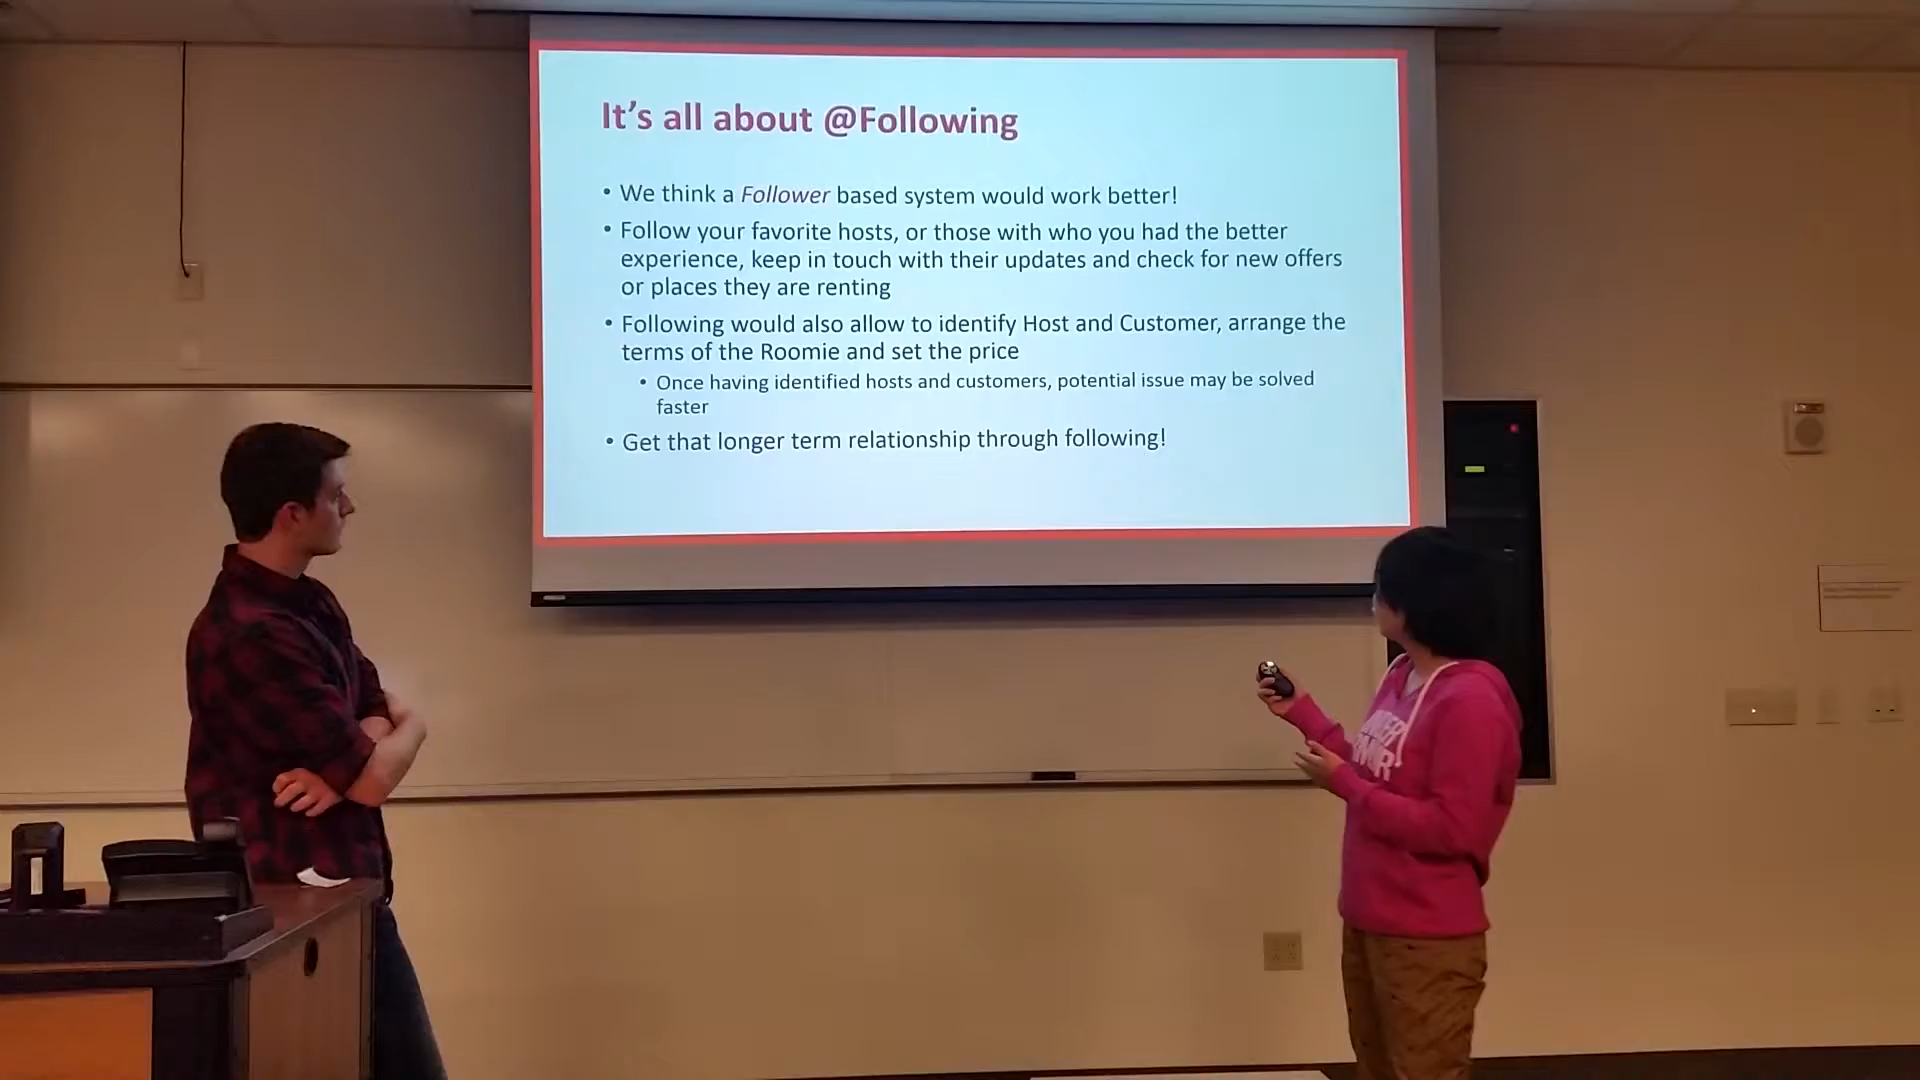 It's all about @Following
• We think a Follower based system would work better!
• Follow your favorite hosts, or those with who you had the better
experience, keep in touch with their updates and check for new offers
or places they are renting
• Following would also allow to identify Host and Customer, arrange the
terms of the Roomie and set the price
• Once having identified hosts and customers, potential issue may be solved
faster
• Get that longer term relationship through following!